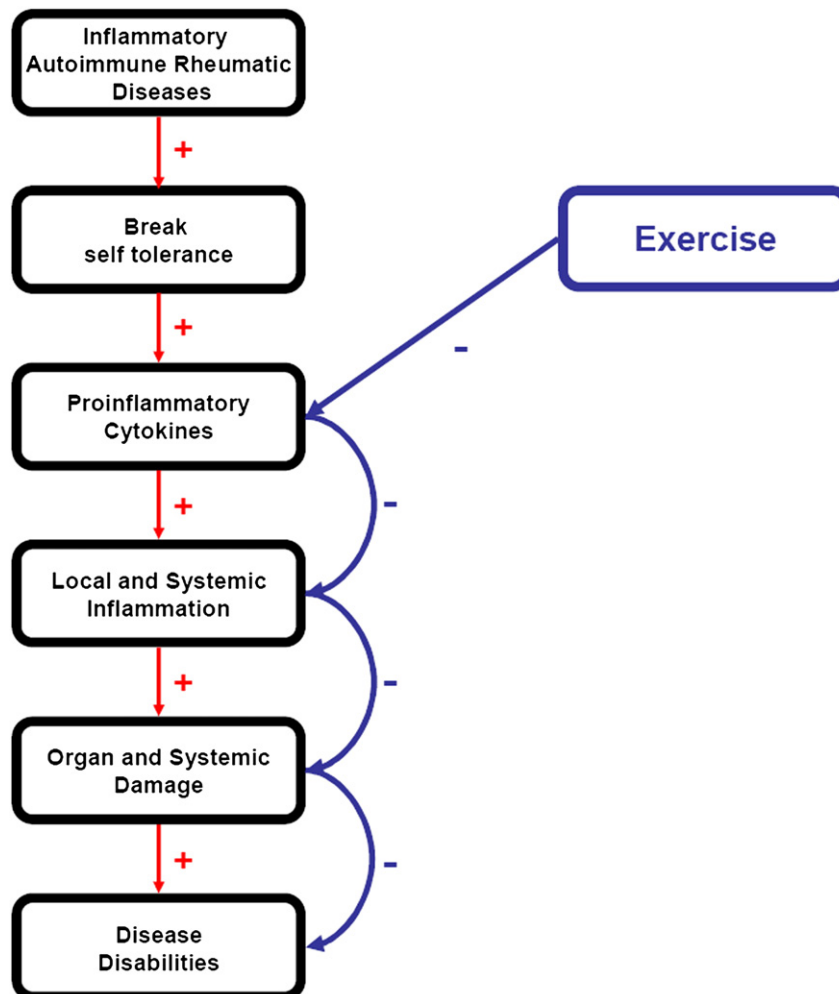 Inflammatory
Autoimmune Rheumatic
Diseases
+
Break
self tolerance
Exercise
+
-
Proinflammatory
Cytokines
+
-
Local and Systemic
Inflammation
+
-
Organ and Systemic
Damage
+
-
Disease
Disabilities